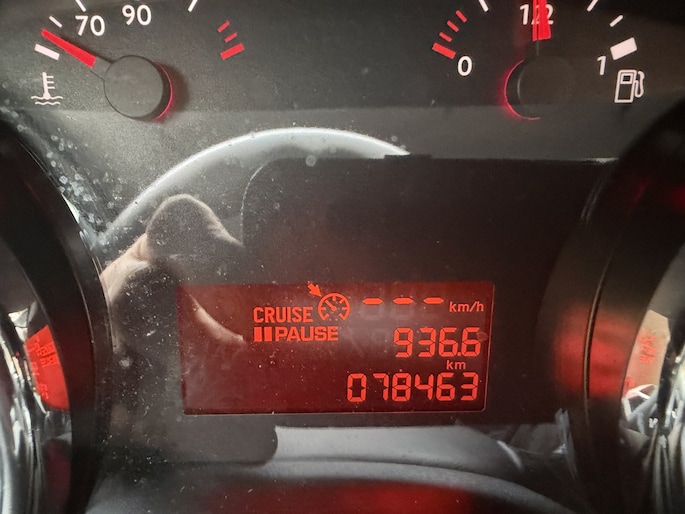 70 90
0 1/2 1
CRUISE --- km/h
PAUSE 936.6
km
078463